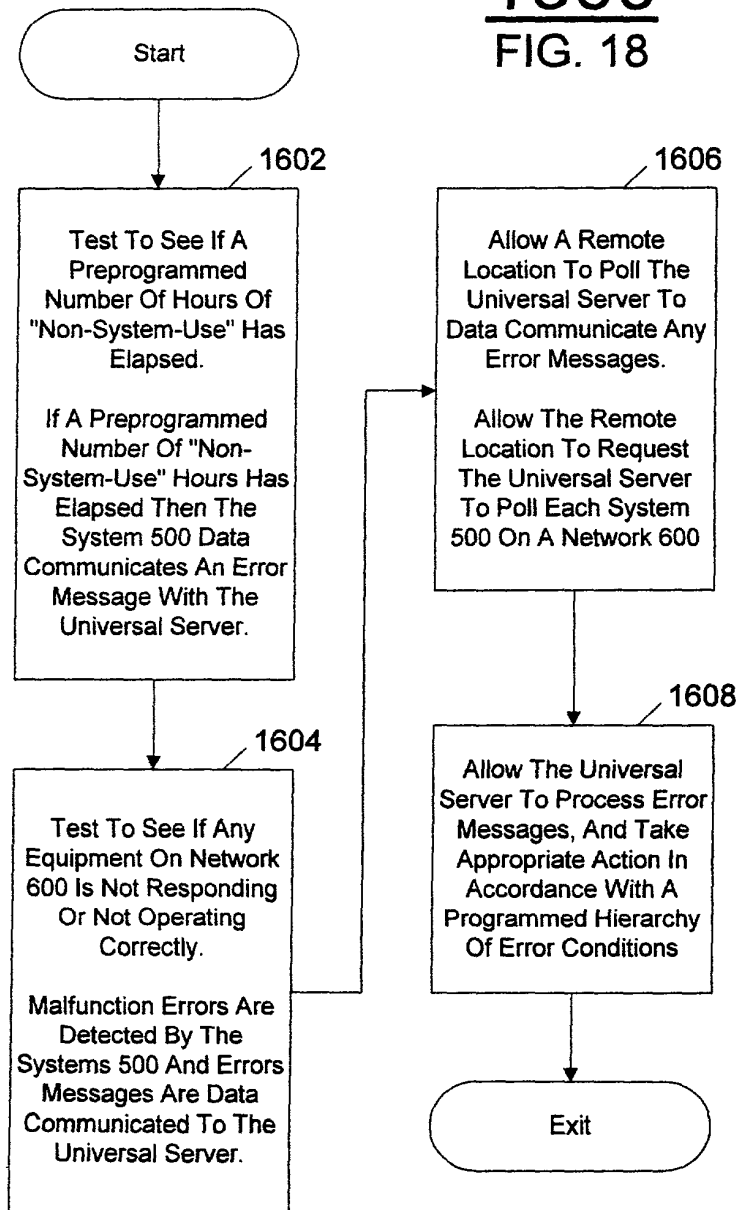 FIG. 18
Start
1602
Test To See If A
Preprogrammed
Number Of Hours Of
"Non-System-Use" Has
Elapsed.
If A Preprogrammed
Number Of "Non-
System-Use" Hours Has
Elapsed Then The
System 500 Data
Communicates An Error
Message With The
Universal Server.
1604
Test To See If Any
Equipment On Network
600 Is Not Responding
Or Not Operating
Correctly.
Malfunction Errors Are
Detected By The
Systems 500 And Errors
Messages Are Data
Communicated To The
Universal Server.
1606
Allow A Remote
Location To Poll The
Universal Server To
Data Communicate Any
Error Messages.
Allow The Remote
Location To Request
The Universal Server
To Poll Each System
500 On A Network 600
1608
Allow The Universal
Server To Process Error
Messages, And Take
Appropriate Action In
Accordance With A
Programmed Hierarchy
Of Error Conditions
Exit